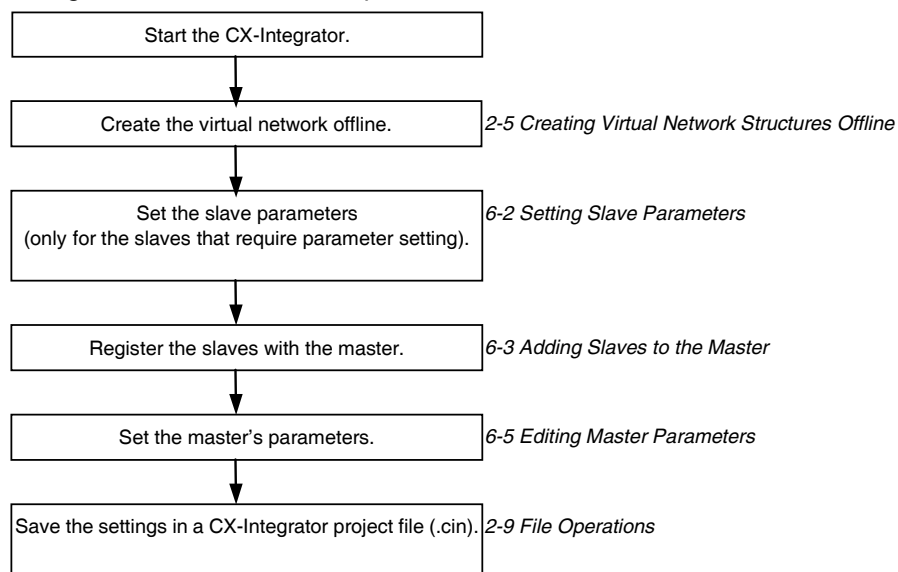 Start the CX-Integrator.
Create the virtual network offline.
2-5 Creating Virtual Network Structures Offline
Set the slave parameters
(only for the slaves that require parameter setting).
6-2 Setting Slave Parameters
Register the slaves with the master.
6-3 Adding Slaves to the Master
Set the master's parameters.
6-5 Editing Master Parameters
Save the settings in a CX-Integrator project file (.cin).
2-9 File Operations